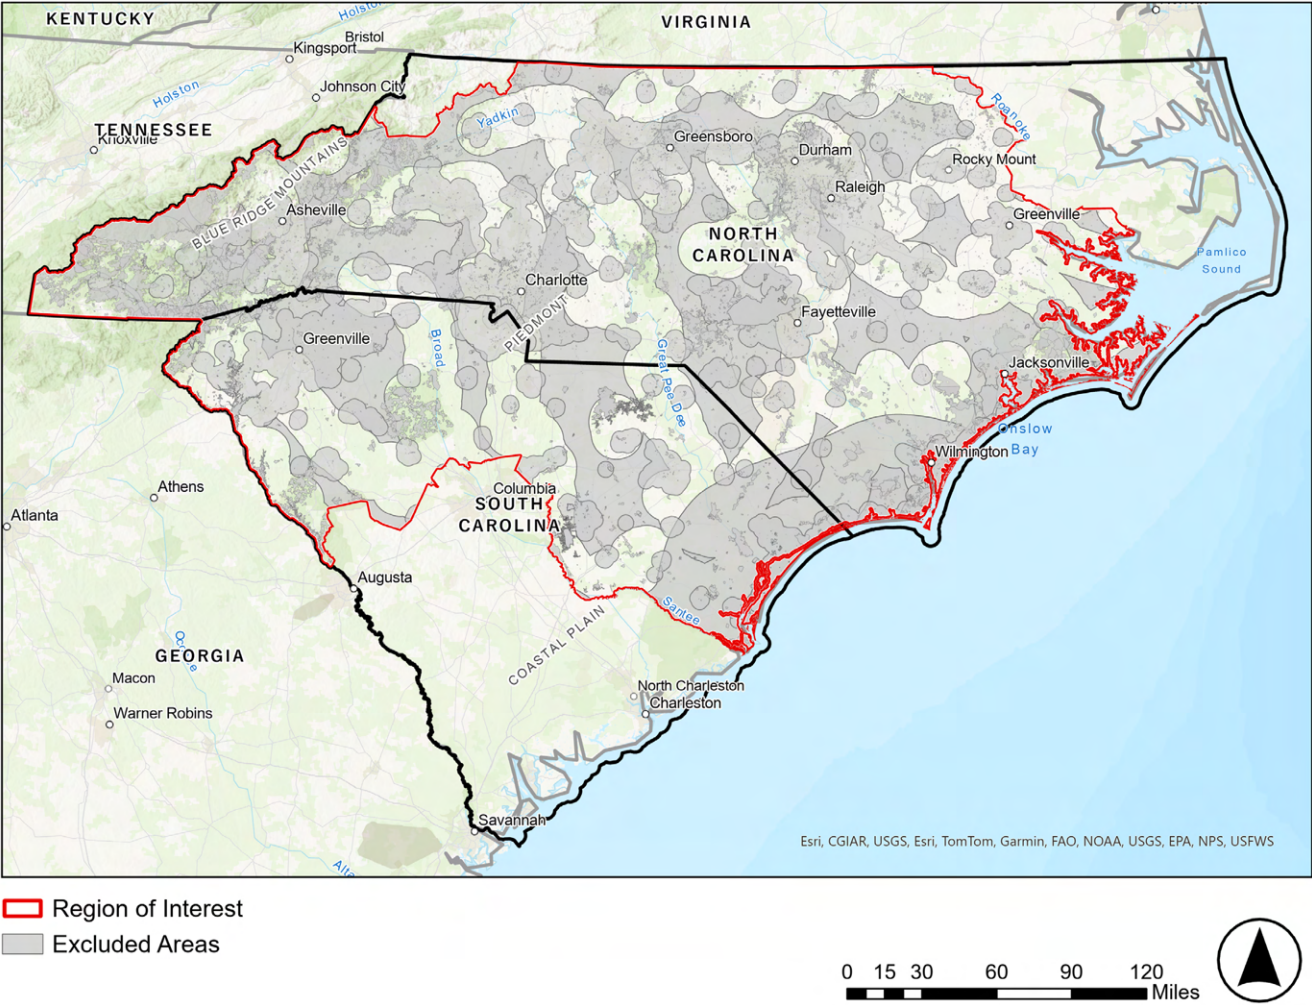 KENTUCKY
Holston
VIRGINIA
Bristol
Kingsport
Johnson City
Holston
Roanoke
Yadkin
TENNESSEE
Knoxville
Greensboro
Durham
Rocky Mount
BLUE RIDGE MOUNTAINS
Raleigh
Asheville
Greenville
NORTH
CAROLINA
Pamlico
Sound
Charlotte
PIEDMONT
Fayetteville
Greenville
Broad
Great Pee Dee
Jacksonville
Onslow
Bay
Wilmington
Athens
Columbia
SOUTH
CAROLINA
Atlanta
Augusta
Santee
COASTAL PLAIN
GEORGIA
Macon
North Charleston
Charleston
Warner Robins
Savannah
Esri, CGIAR, USGS, Esri, TomTom, Garmin, FAO, NOAA, USGS, EPA, NPS, USFWS
Alta
Region of Interest
Excluded Areas
0 15 30 60 90 120
Miles